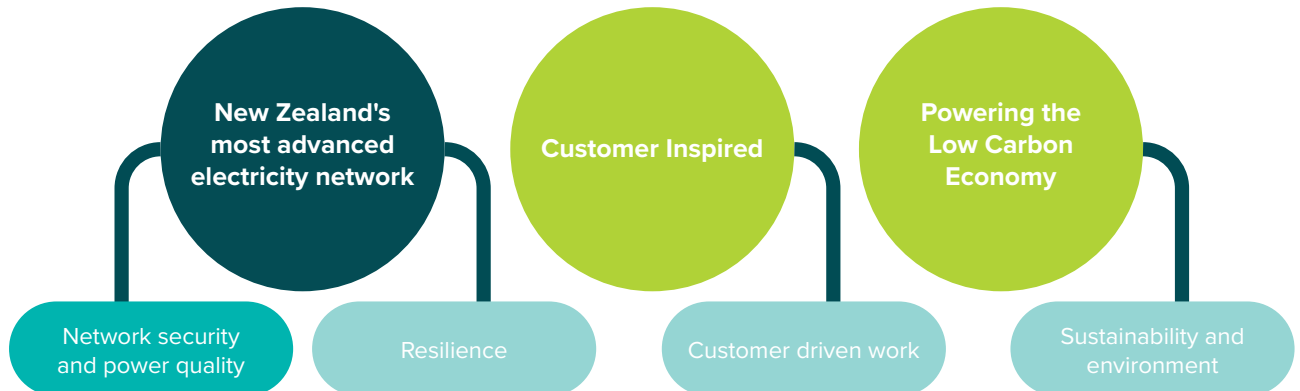 New Zealand's
most advanced
electricity network
Customer Inspired
Powering the
Low Carbon
Economy
Network security
and power quality
Resilience
Customer driven work
Sustainability and
environment